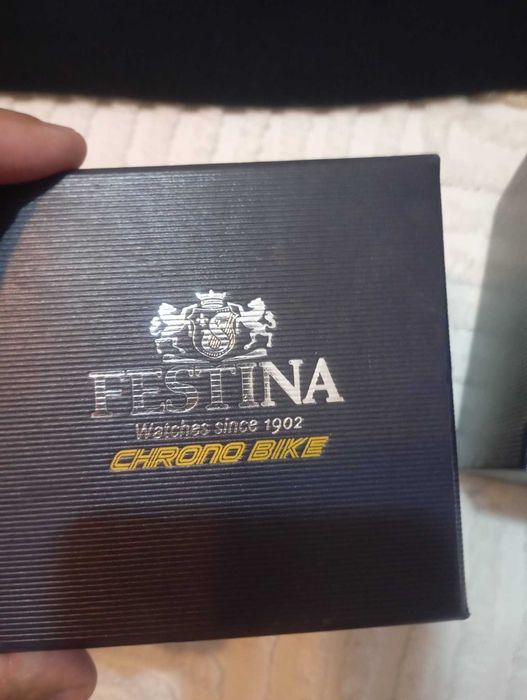 FESTINA
Watches since 1902
CHRONO BIKE